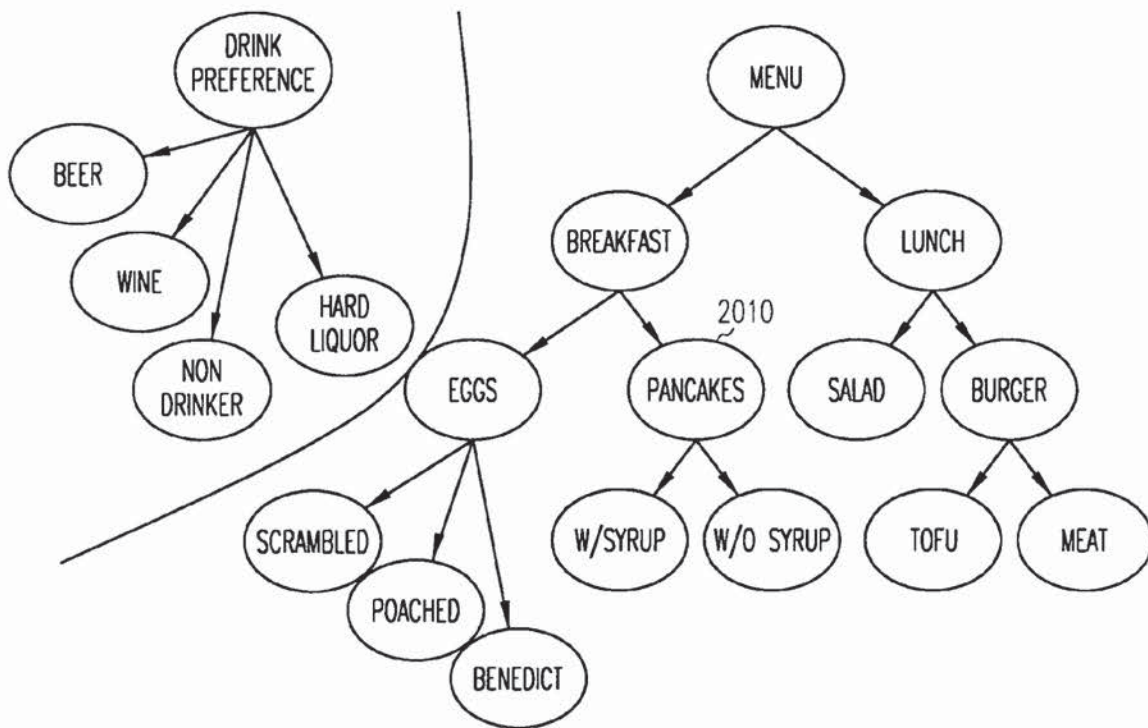 DRINK
PREFERENCE
BEER
WINE
NON
DRINKER
HARD
LIQUOR
MENU
BREAKFAST
LUNCH
2010
EGGS
PANCAKES
SALAD
BURGER
SCRAMBLED
POACHED
BENEDICT
W/SYRUP
W/O SYRUP
TOFU
MEAT